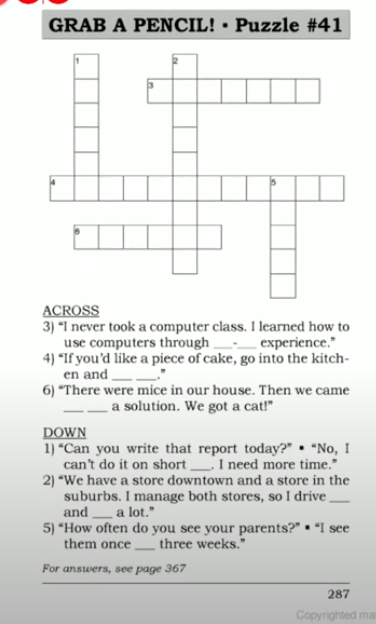 GRAB A PENCIL! • Puzzle #41
1
2
3
4
5
6
ACROSS
3) “I never took a computer class. I learned how to
use computers through ___-___ experience.”
4) “If you’d like a piece of cake, go into the kitch-
en and ___ ___.”
6) “There were mice in our house. Then we came
___ ___ a solution. We got a cat!”
DOWN
1) “Can you write that report today?” ▪ “No, I
can’t do it on short ___. I need more time.”
2) “We have a store downtown and a store in the
suburbs. I manage both stores, so I drive ___
and ___ a lot.”
5) “How often do you see your parents?” ▪ “I see
them once ___ three weeks.”
For answers, see page 367
287
Copyrighted ma